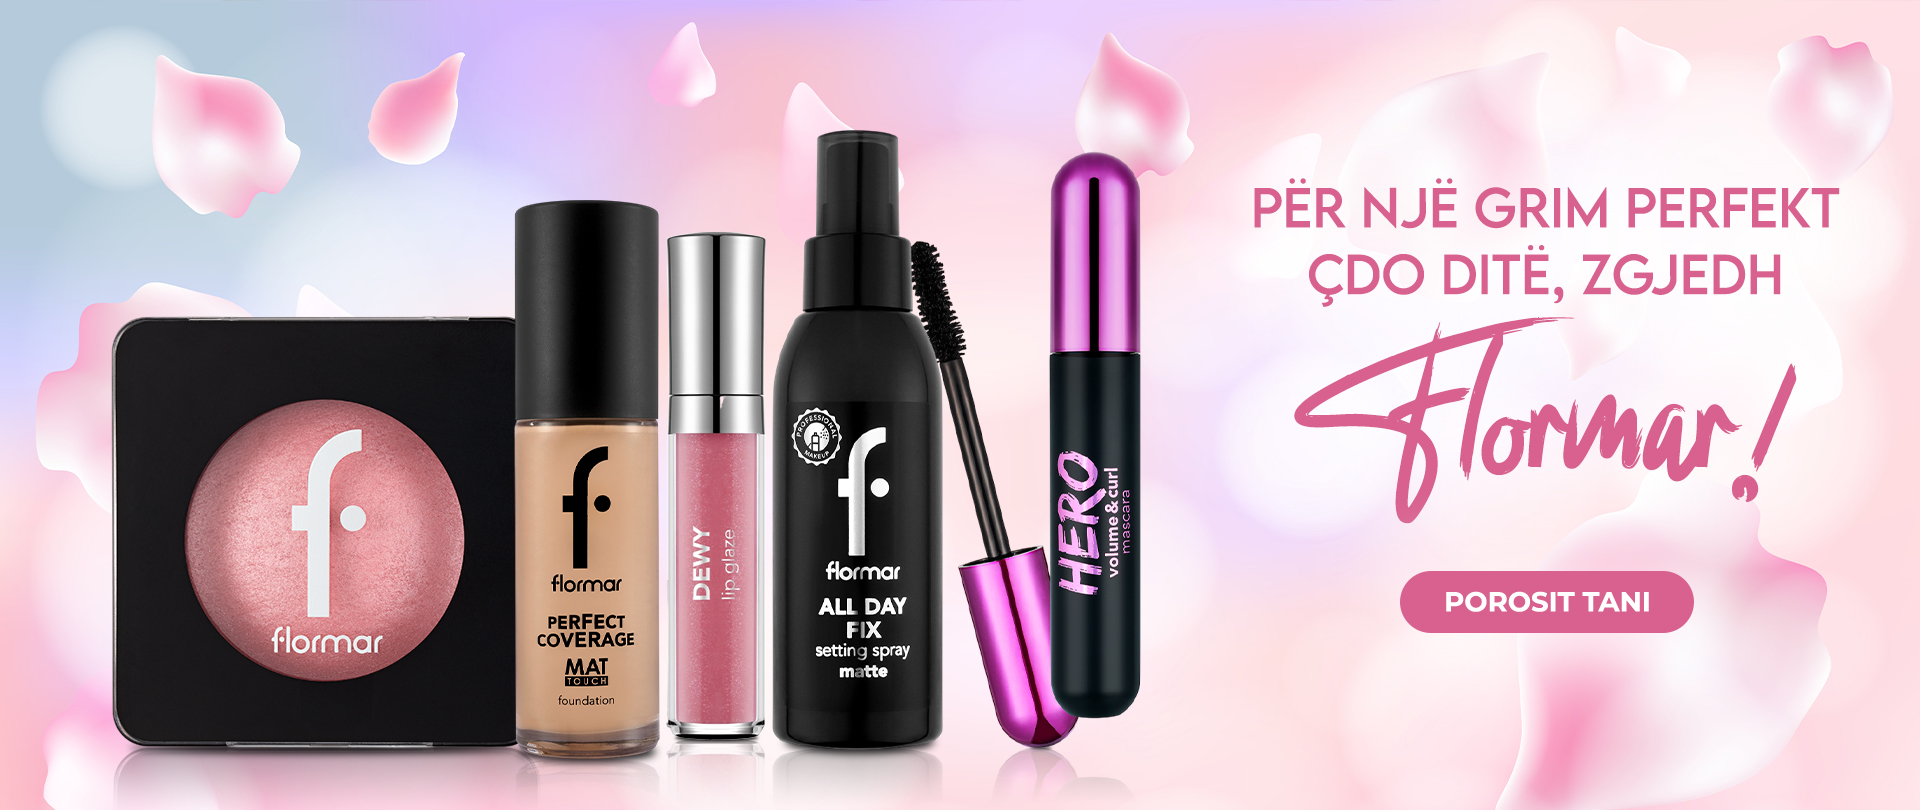 PËR NJË GRIM PERFEKT
ÇDO DITË, ZGJEDH
Flormar!
POROSIT TANI
f
flormar
f
flormar
PERFECT
COVERAGE
MAT
TOUCH
foundation
DEWY
lip glaze
PROFESSIONAL
MAKEUP
f
flormar
ALL DAY
FIX
setting spray
matte
HERO
volume & curl
mascara